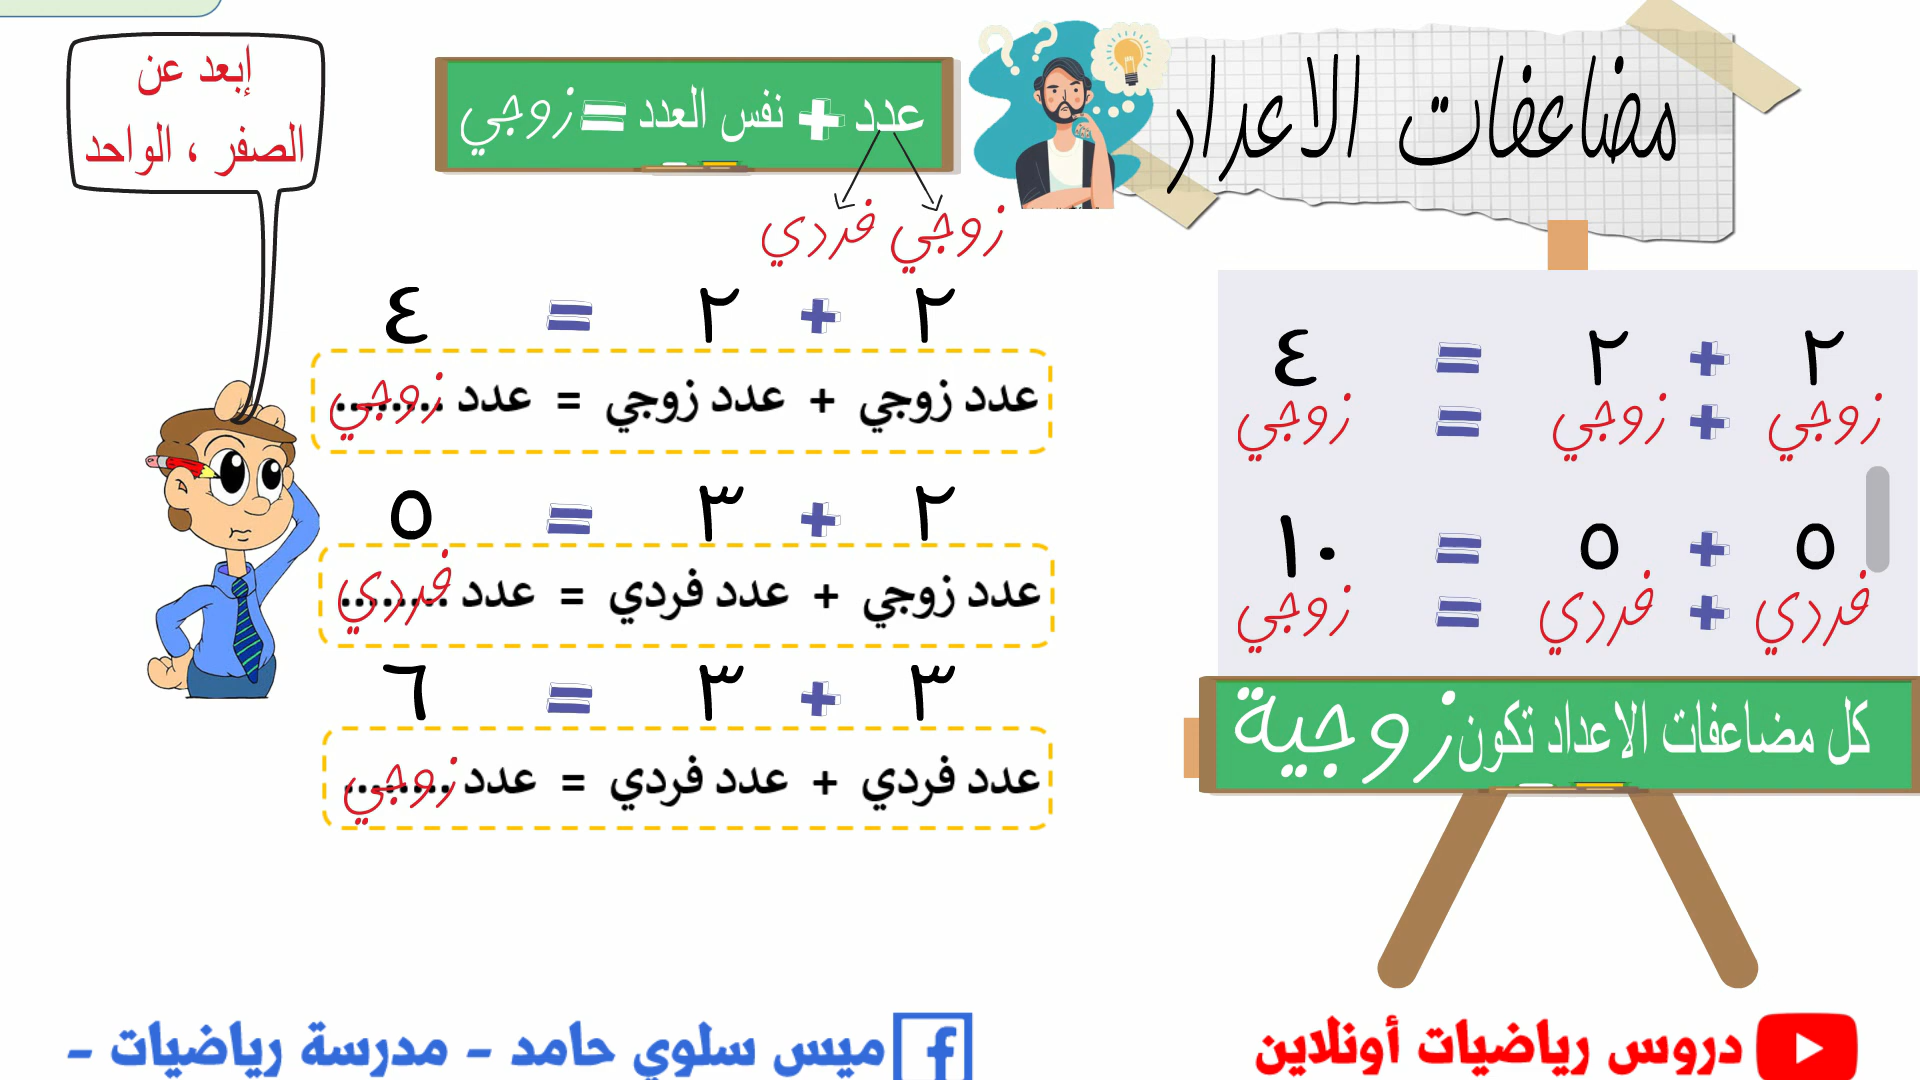 مضاعفات الاعداد
عدد + نفس العدد = زوجي
زوجي فردي
إبعد عن
الصفر ، الواحد
٢ + ٢ = ٤
زوجي + زوجي = زوجي
٥ + ٥ = ١٠
فردي + فردي = زوجي
كل مضاعفات الاعداد تكون زوجية
٢ + ٢ = ٤
عدد زوجي + عدد زوجي = عدد ........ زوجي
٢ + ٣ = ٥
عدد زوجي + عدد فردي = عدد ........ فردي
٣ + ٣ = ٦
عدد فردي + عدد فردي = عدد ........ زوجي
دروس رياضيات أونلاين
ميس سلوي حامد - مدرسة رياضيات -